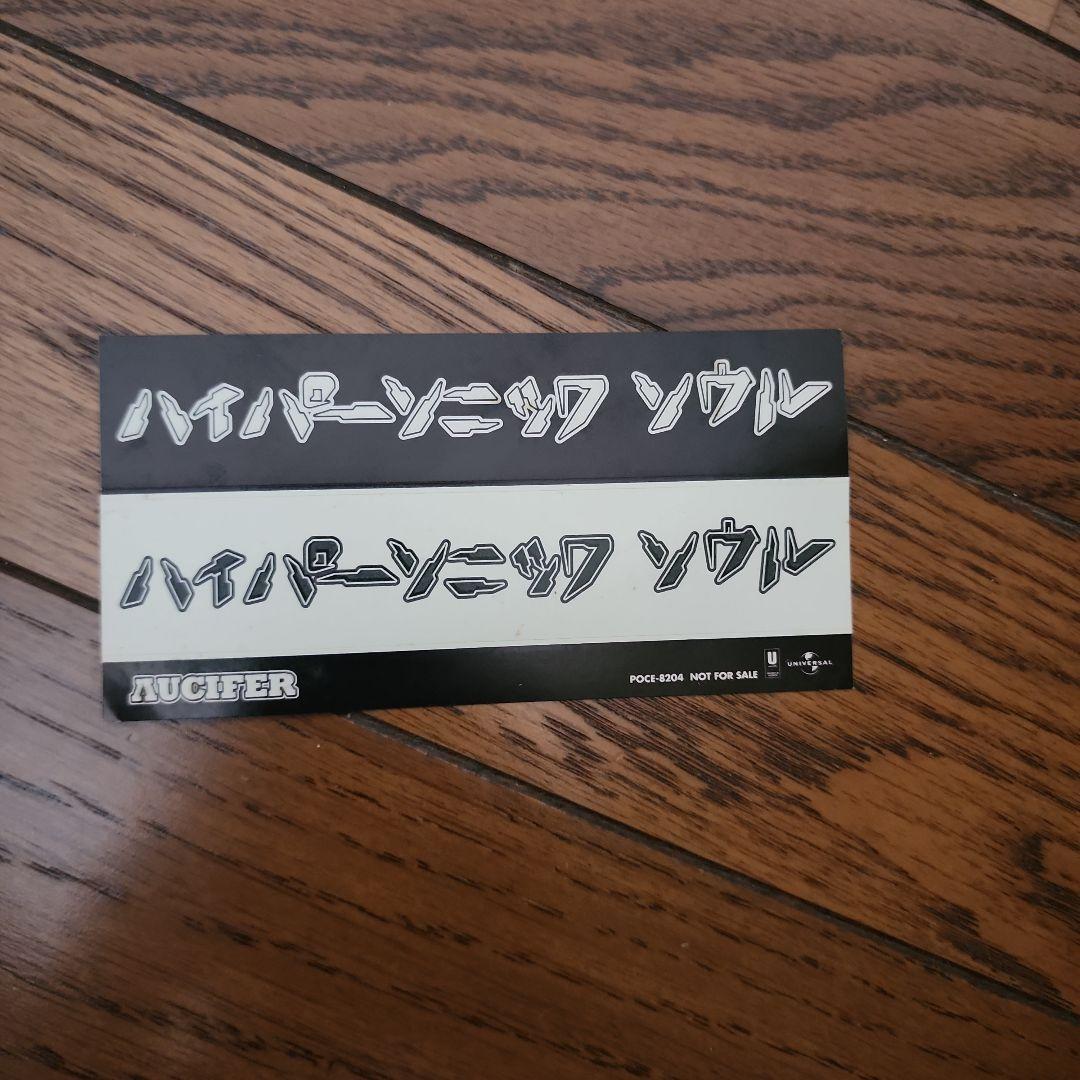 ハイパーソニック ソウル
ハイパーソニック ソウル
ΛUCIFER
POCE-8204 NOT FOR SALE
U
UNIVERSAL